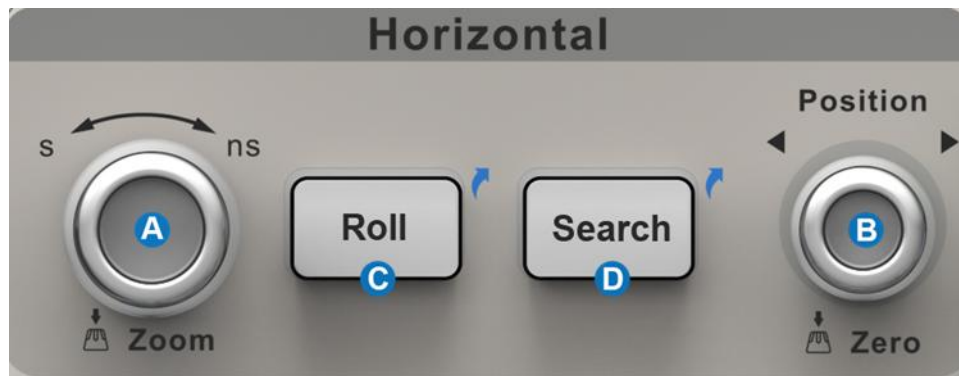 Horizontal
Position
s
ns
A
Roll
Search
B
C
D
Zoom
Zero